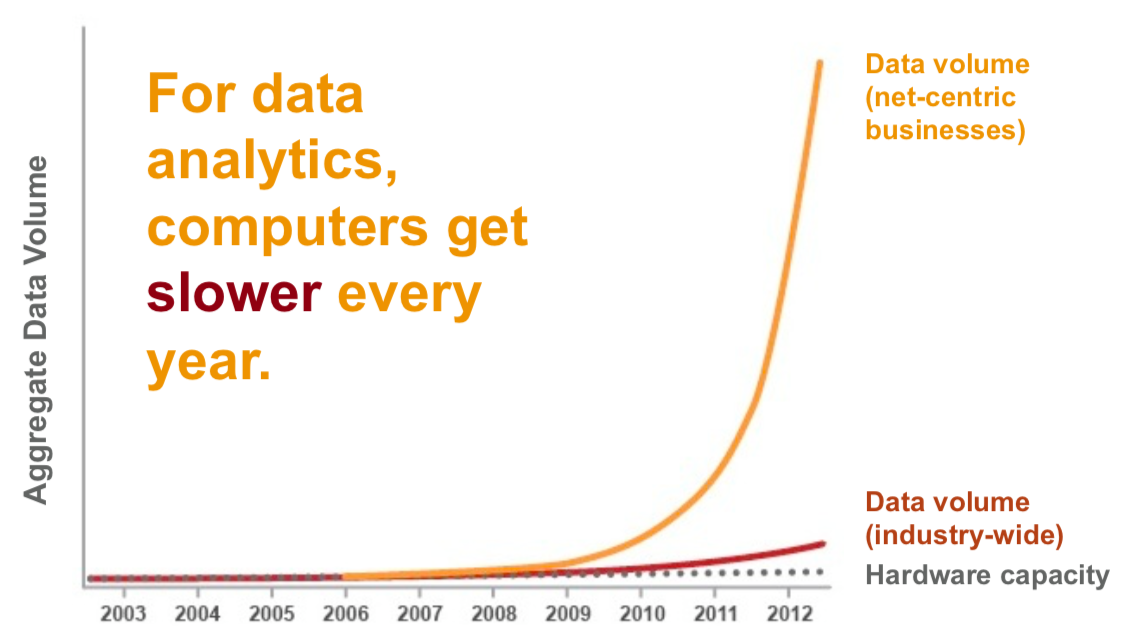 For data
analytics,
computers get
slower every
year.
Data volume
(net-centric
businesses)
Data volume
(industry-wide)
Hardware capacity
Aggregate Data Volume
2003 2004 2005 2006 2007 2008 2009 2010 2011 2012